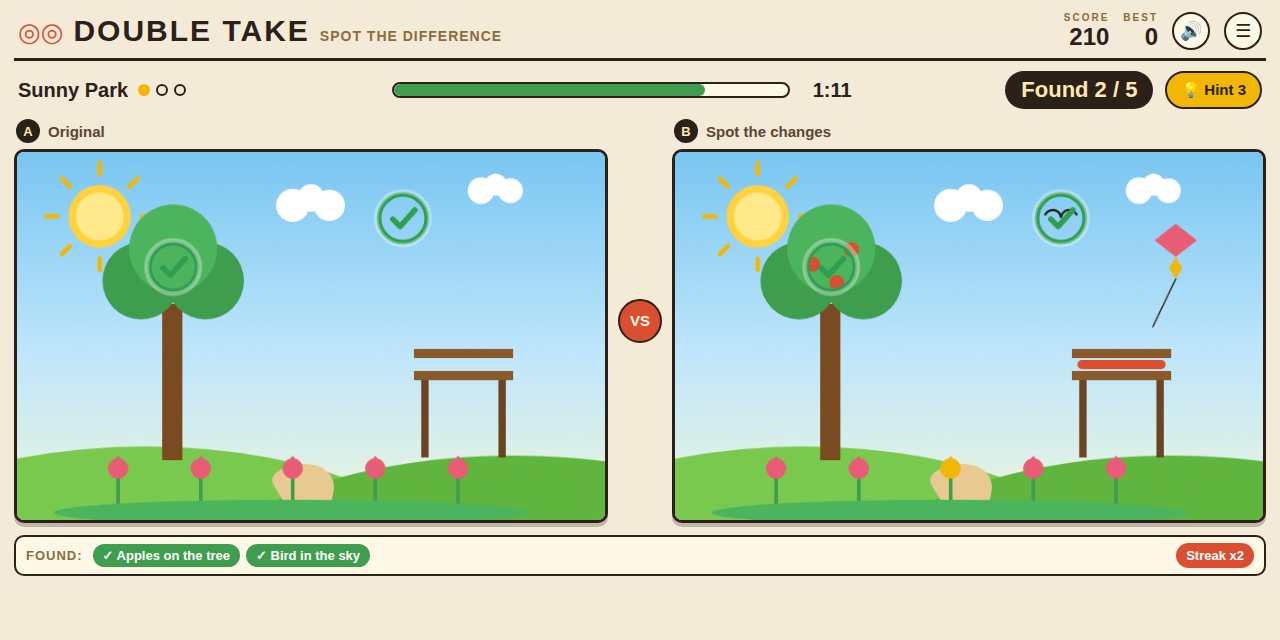 DOUBLE TAKE SPOT THE DIFFERENCE
SCORE 210
BEST 0
Sunny Park
1:11
Found 2 / 5
💡 Hint 3
A Original
B Spot the changes
VS
FOUND: ✓ Apples on the tree ✓ Bird in the sky
Streak x2